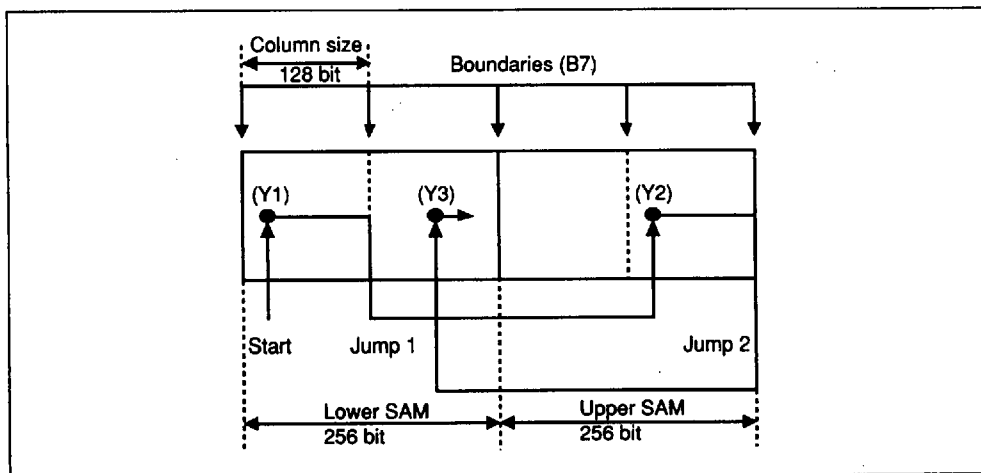 Column size
128 bit
Boundaries (B7)
(Y1)
(Y3)
(Y2)
Start
Jump 1
Jump 2
Lower SAM
256 bit
Upper SAM
256 bit